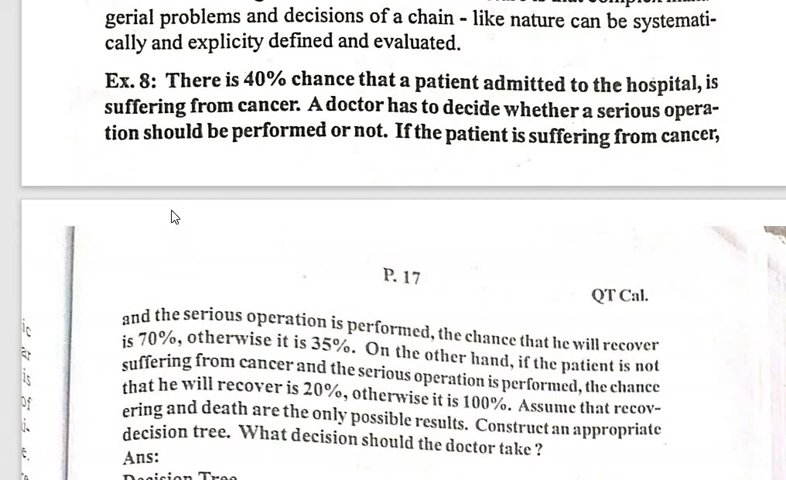 gerial problems and decisions of a chain - like nature can be systemati-
cally and explicity defined and evaluated.
Ex. 8: There is 40% chance that a patient admitted to the hospital, is
suffering from cancer. A doctor has to decide whether a serious opera-
tion should be performed or not. If the patient is suffering from cancer,
P. 17
QT Cal.
and the serious operation is performed, the chance that he will recover
is 70%, otherwise it is 35%. On the other hand, if the patient is not
suffering from cancer and the serious operation is performed, the chance
that he will recover is 20%, otherwise it is 100%. Assume that recov-
ering and death are the only possible results. Construct an appropriate
decision tree. What decision should the doctor take ?
Ans:
Decision Tree